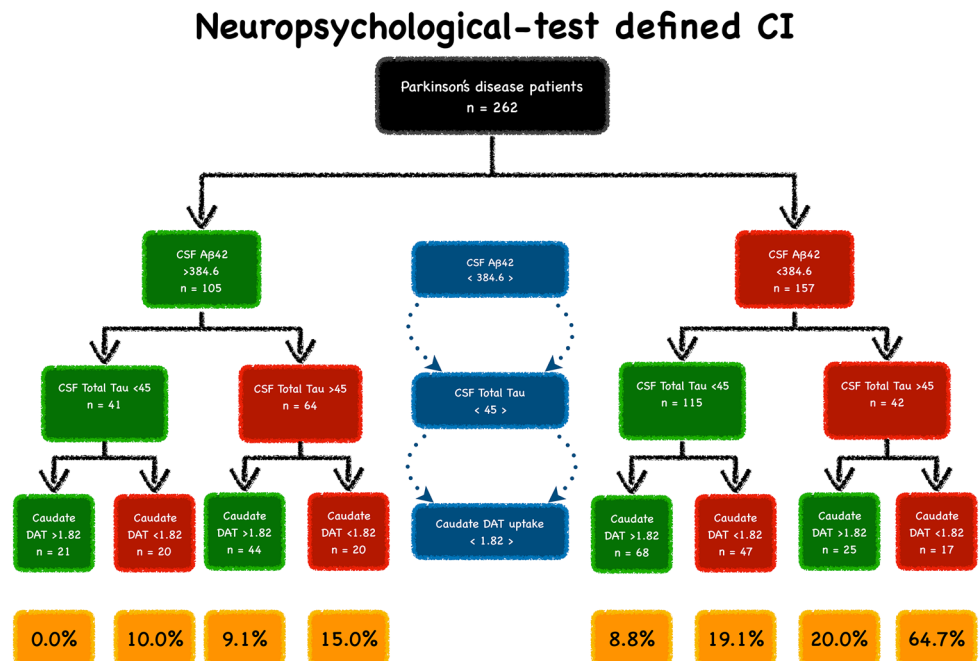 Neuropsychological-test defined CI
Parkinson's disease patients
n = 262
CSF Aβ42
>384.6
n = 105
CSF Aβ42
< 384.6 >
CSF Aβ42
<384.6
n = 157
CSF Total Tau <45
n = 41
CSF Total Tau >45
n = 64
CSF Total Tau
< 45 >
CSF Total Tau <45
n = 115
CSF Total Tau >45
n = 42
Caudate
DAT >1.82
n = 21
Caudate
DAT <1.82
n = 20
Caudate
DAT >1.82
n = 44
Caudate
DAT <1.82
n = 20
Caudate DAT uptake
< 1.82 >
Caudate
DAT >1.82
n = 68
Caudate
DAT <1.82
n = 47
Caudate
DAT >1.82
n = 25
Caudate
DAT <1.82
n = 17
0.0%
10.0%
9.1%
15.0%
8.8%
19.1%
20.0%
64.7%